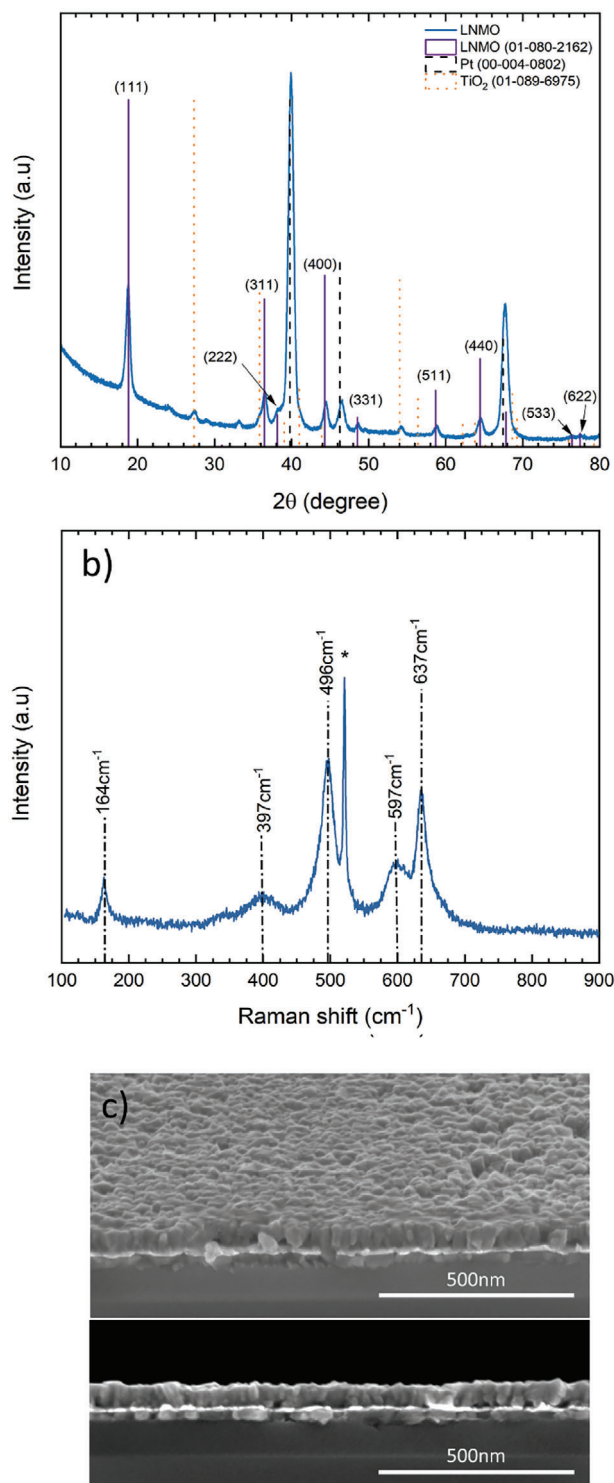 LNMO
LNMO (01-080-2162)
Pt (00-004-0802)
TiO₂ (01-089-6975)
(111)
(311)
(400)
(222)
(331)
(511)
(440)
(533)
(622)
Intensity (a.u)
10 20 30 40 50 60 70 80
2θ (degree)
b)
164cm⁻¹
397cm⁻¹
496cm⁻¹
*
597cm⁻¹
637cm⁻¹
Intensity (a.u)
100 200 300 400 500 600 700 800 900
Raman shift (cm⁻¹)
c)
500nm
500nm